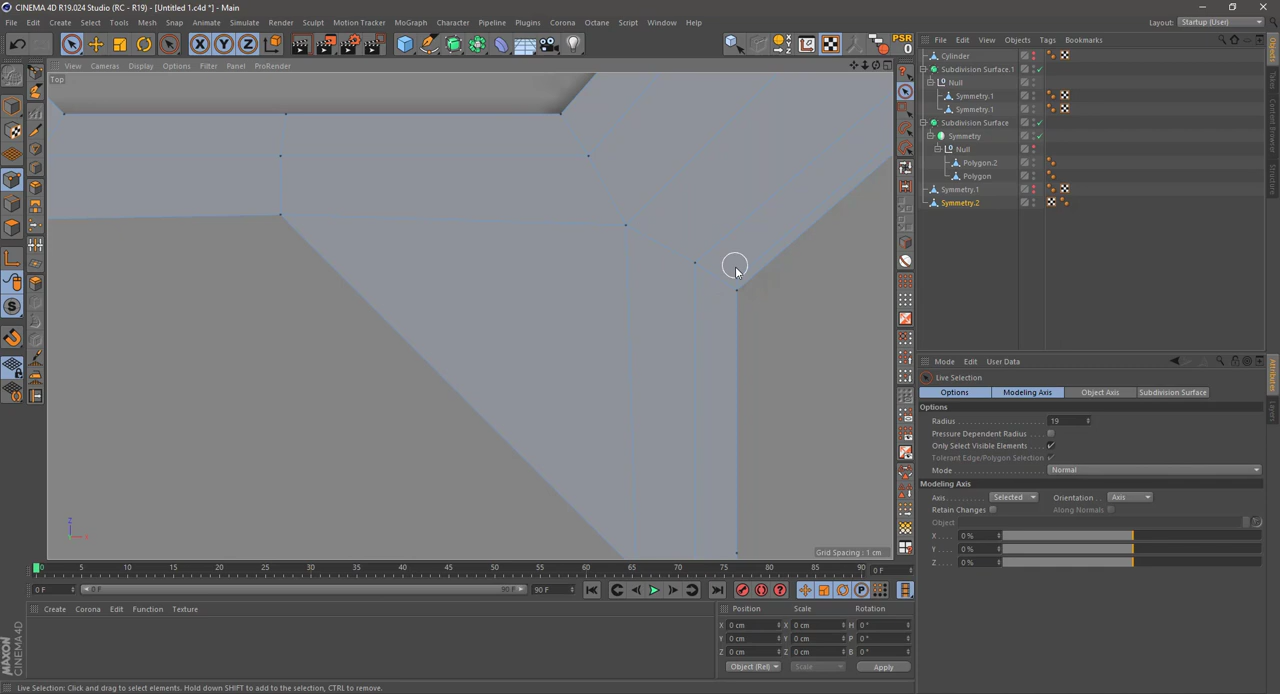 CINEMA 4D R19.024 Studio (RC - R19) - [Untitled 1.c4d *] - Main
File Edit Create Select Tools Mesh Snap Animate Simulate Render Sculpt Motion Tracker MoGraph Character Pipeline Plugins Corona Octane Script Window Help
Layout: Startup (User)
X Y Z PSR
0
File Edit View Objects Tags Bookmarks
Cylinder
Subdivision Surface.1
Null
Symmetry.1
Symmetry.1
Subdivision Surface
Symmetry
Null
Polygon.2
Polygon
Symmetry.1
Symmetry.2
Objects
Takes
Structure
View Cameras Display Options Filter Panel ProRender
Top
Z
X
Grid Spacing : 1 cm
Mode Edit User Data
Live Selection
Options Modeling Axis Object Axis Subdivision Surface
Options
Radius 19
Pressure Dependent Radius
Only Select Visible Elements
Tolerant Edge/Polygon Selection
Mode Normal
Modeling Axis
Axis Selected Orientation Axis
Retain Changes Along Normals
Object
X 0 %
Y 0 %
Z 0 %
Attributes
Layers
0 5 10 15 20 25 30 35 40 45 50 55 60 65 70 75 80 85 90 0 F
0 F 0 F 90 F 90 F
Create Corona Edit Function Texture
Position Scale Rotation
X 0 cm X 0 cm H 0 °
Y 0 cm Y 0 cm P 0 °
Z 0 cm Z 0 cm B 0 °
Object (Rel) Scale Apply
MAXON
CINEMA 4D
Live Selection: Click and drag to select elements. Hold down SHIFT to add to the selection, CTRL to remove.